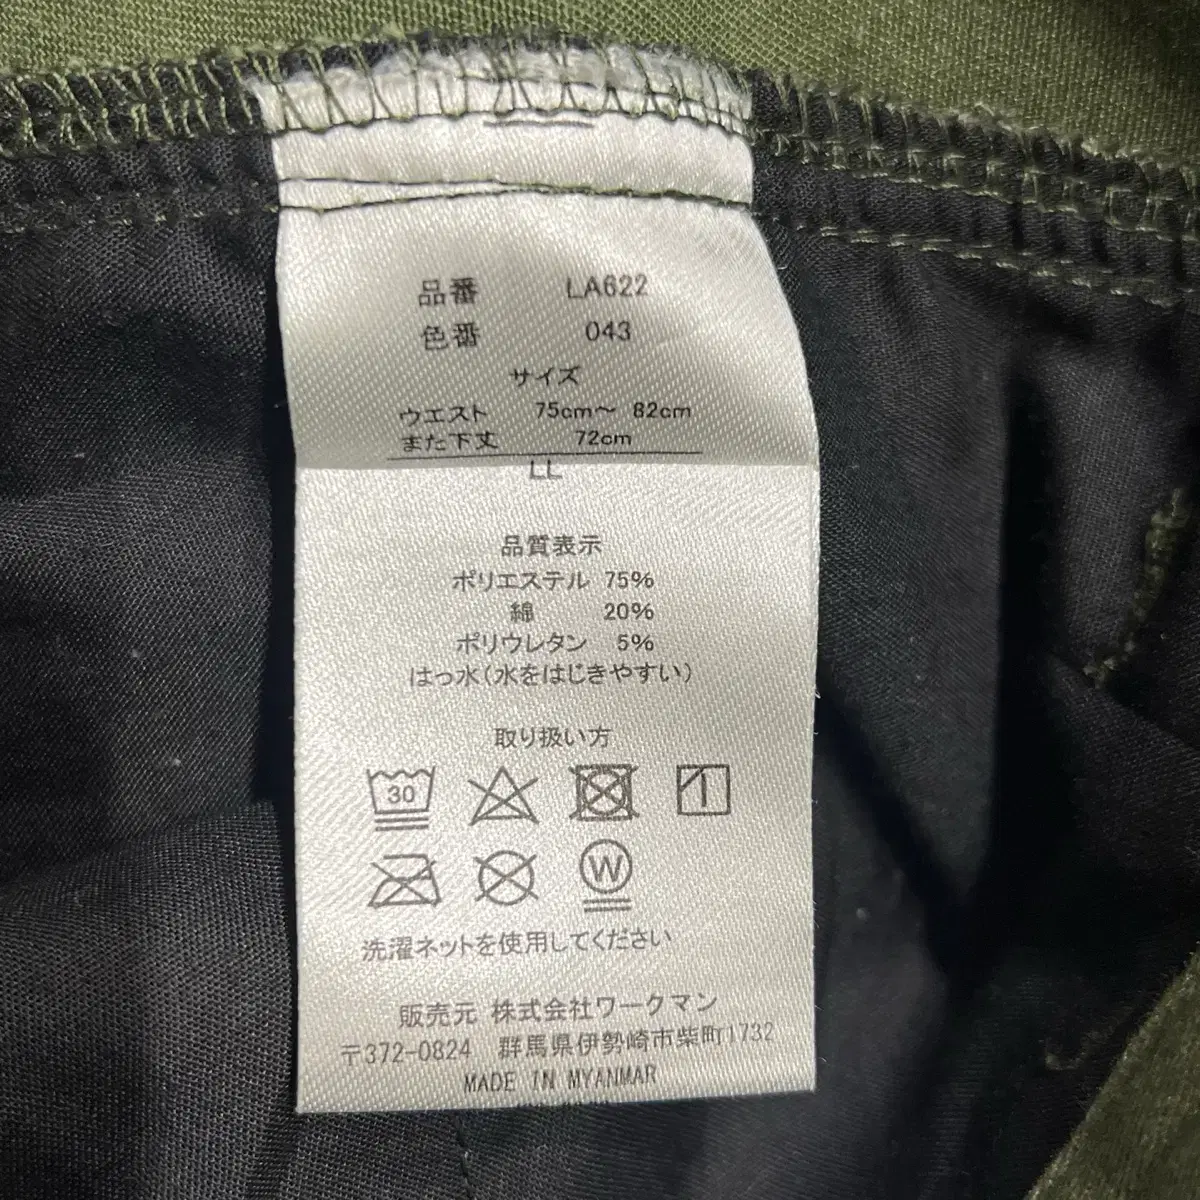 品番 LA622
色番 043
サイズ
ウエスト 75cm～ 82cm
また下丈 72cm
LL
品質表示
ポリエステル 75%
綿 20%
ポリウレタン 5%
はっ水(水をはじきやすい)
取り扱い方
30
W
洗濯ネットを使用してください
販売元 株式会社ワークマン
〒372-0824 群馬県伊勢崎市柴町1732
MADE IN MYANMAR